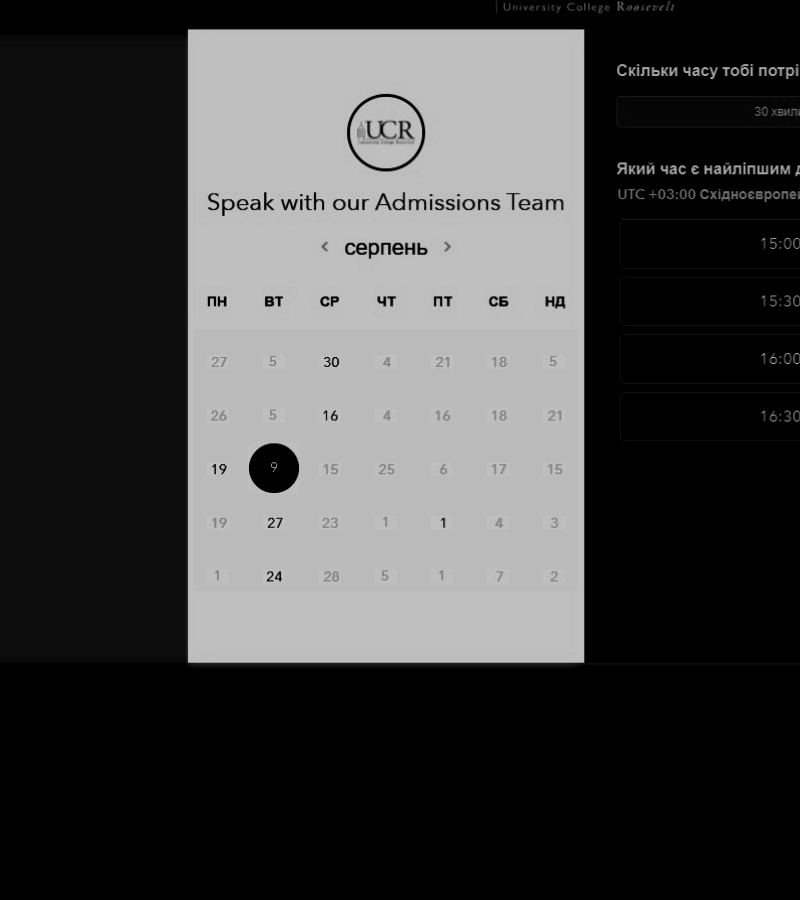 University College Roosevelt
UCR
University College Roosevelt
Speak with our Admissions Team
серпень
ПН ВТ СР ЧТ ПТ СБ НД
27 5 30 4 21 18 5
26 5 16 4 16 18 21
19 9 15 25 6 17 15
19 27 23 1 1 4 3
1 24 28 5 1 7 2
Скільки часу тобі потрі
30 хвили
Який час є найліпшим д
UTC +03:00 Східноєвропе
15:00
15:30
16:00
16:30